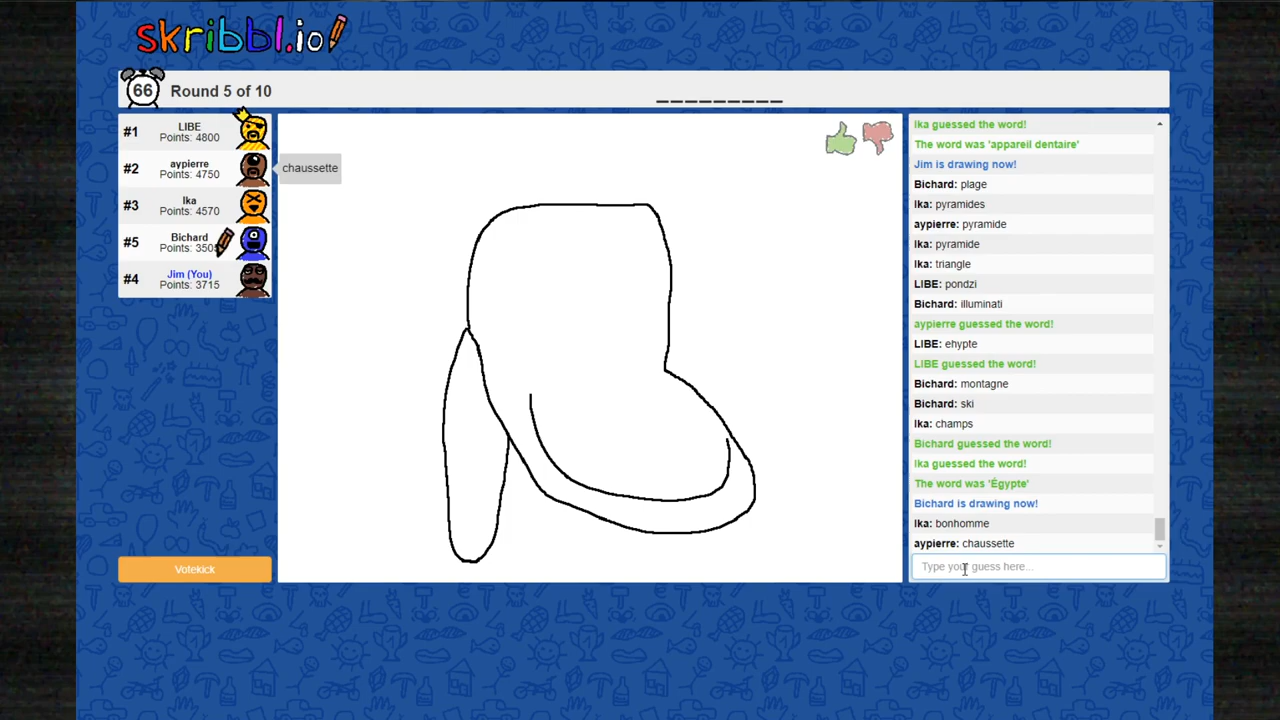 skribbl.io
66
Round 5 of 10
_________
#1 LIBE
Points: 4800
#2 aypierre
Points: 4750
chaussette
#3 Ika
Points: 4570
#5 Bichard
Points: 3505
#4 Jim (You)
Points: 3715
Votekick
Ika guessed the word!
The word was 'appareil dentaire'
Jim is drawing now!
Bichard: plage
Ika: pyramides
aypierre: pyramide
Ika: pyramide
Ika: triangle
LIBE: pondzi
Bichard: illuminati
aypierre guessed the word!
LIBE: ehypte
LIBE guessed the word!
Bichard: montagne
Bichard: ski
Ika: champs
Bichard guessed the word!
Ika guessed the word!
The word was 'Égypte'
Bichard is drawing now!
Ika: bonhomme
aypierre: chaussette
Type your guess here...